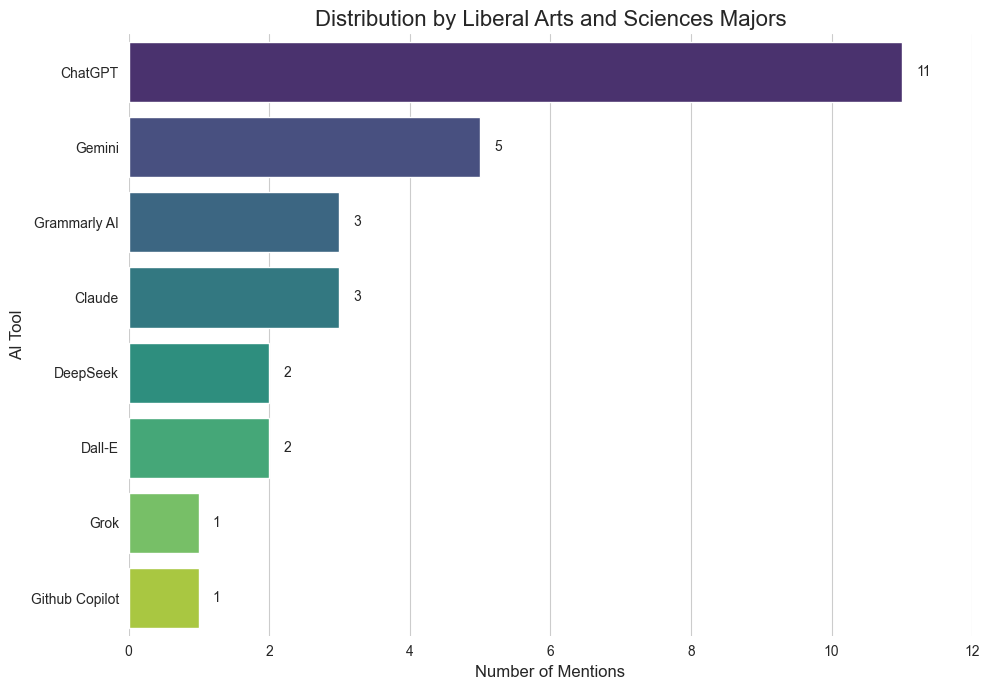 Distribution by Liberal Arts and Sciences Majors
ChatGPT
11
Gemini
5
Grammarly AI
3
Claude
3
DeepSeek
2
Dall-E
2
Grok
1
Github Copilot
1
AI Tool
0 2 4 6 8 10 12
Number of Mentions